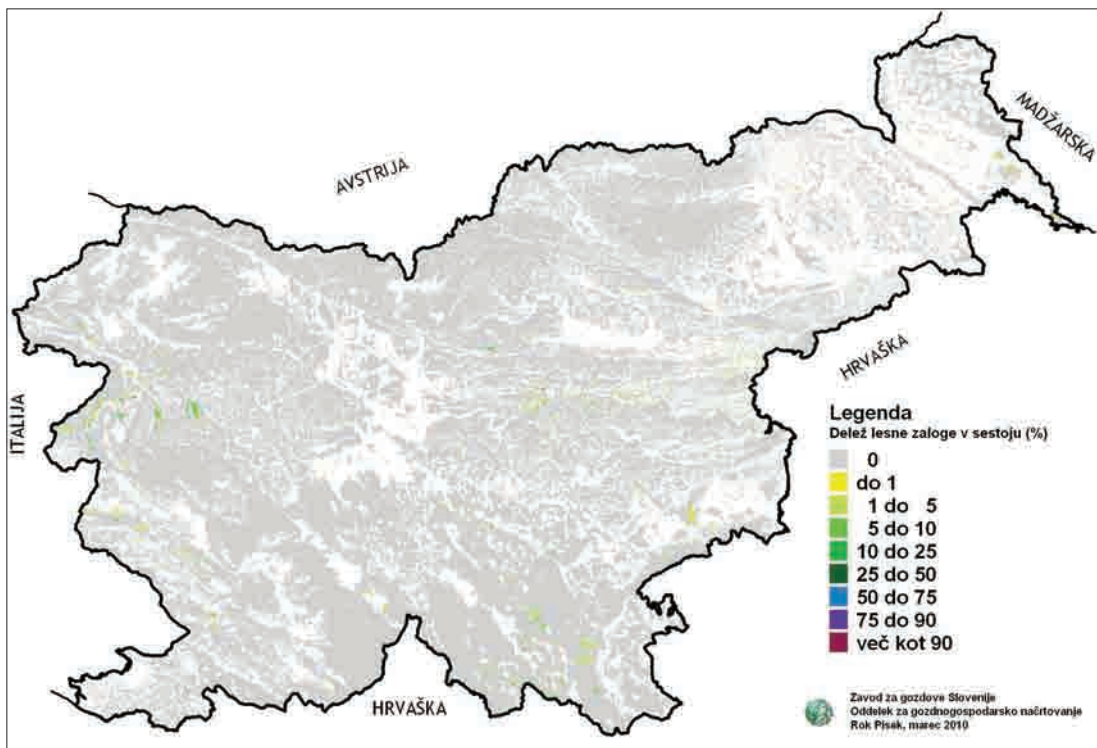 MADŽARSKA
AVSTRIJA
HRVAŠKA
ITALIJA
Legenda
Delež lesne zaloge v sestoju (%)
0
do 1
1 do 5
5 do 10
10 do 25
25 do 50
50 do 75
75 do 90
več kot 90
HRVAŠKA
Zavod za gozdove Slovenije
Oddelek za gozdnogospodarsko načrtovanje
Rok Pisek, marec 2010